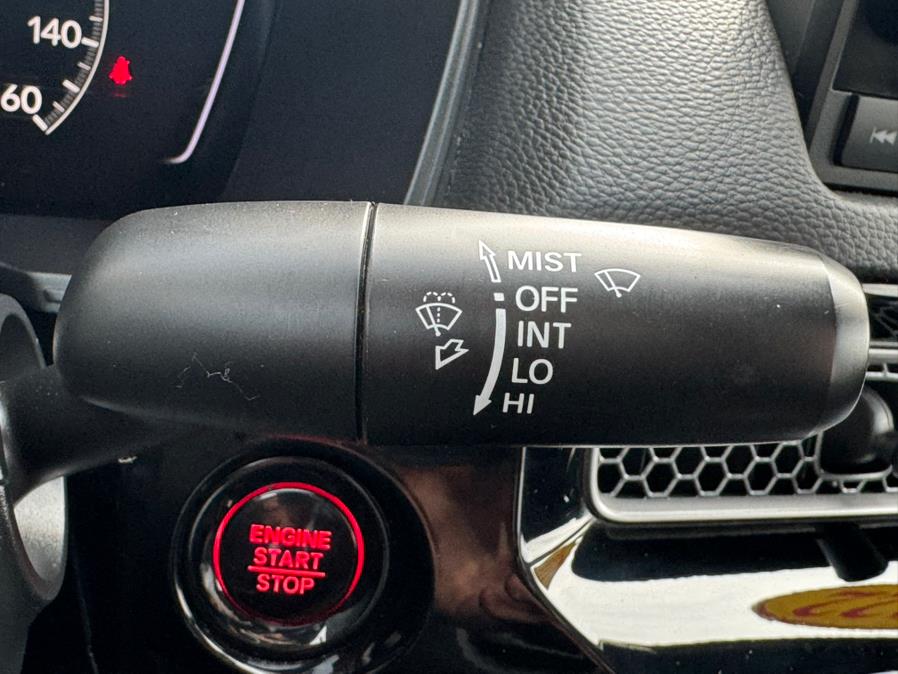 140
60
MIST
OFF
INT
LO
HI
ENGINE
START
STOP